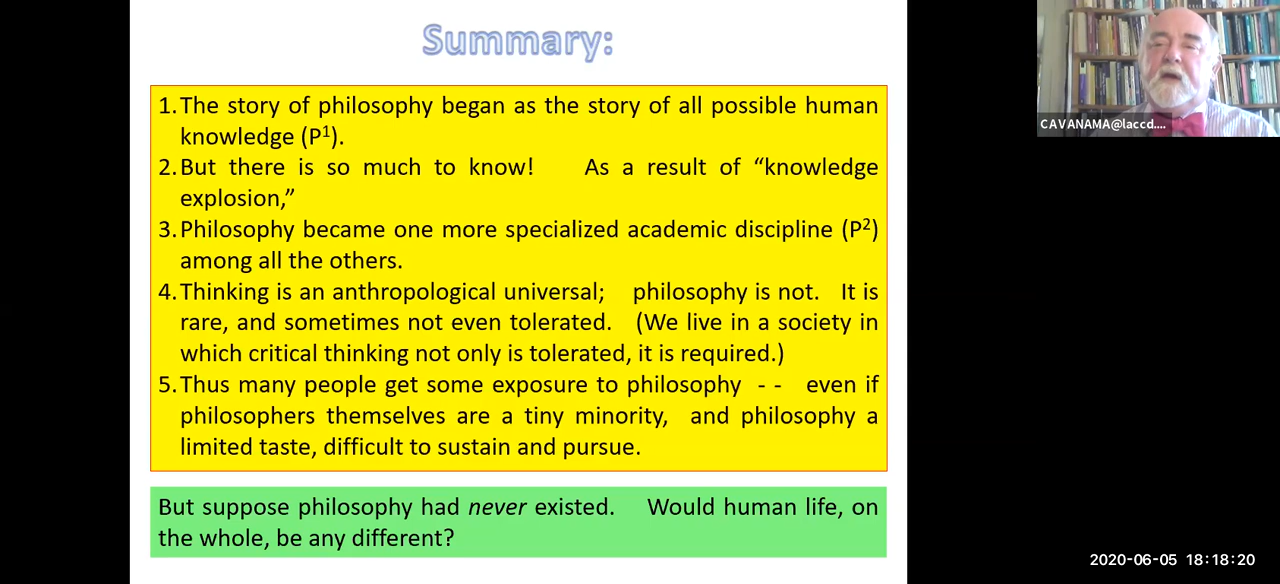 Summary:
1. The story of philosophy began as the story of all possible human
knowledge (P¹).
2. But there is so much to know! As a result of “knowledge
explosion,”
3. Philosophy became one more specialized academic discipline (P²)
among all the others.
4. Thinking is an anthropological universal; philosophy is not. It is
rare, and sometimes not even tolerated. (We live in a society in
which critical thinking not only is tolerated, it is required.)
5. Thus many people get some exposure to philosophy - - even if
philosophers themselves are a tiny minority, and philosophy a
limited taste, difficult to sustain and pursue.
But suppose philosophy had never existed. Would human life, on
the whole, be any different?
CAVANAMA@laccd....
2020-06-05 18:18:20